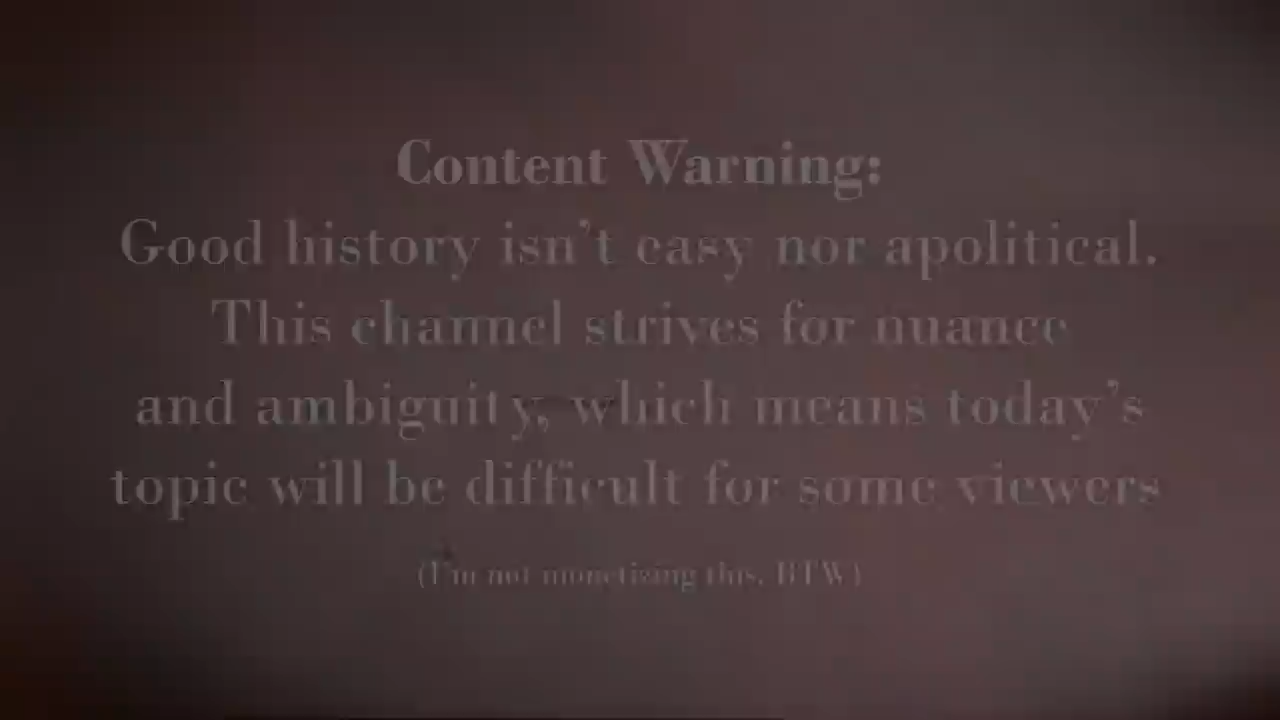 Content Warning:
Good history isn't easy nor apolitical.
This channel strives for nuance
and ambiguity, which means today's
topic will be difficult for some viewers
(I'm not monetizing this, BTW)